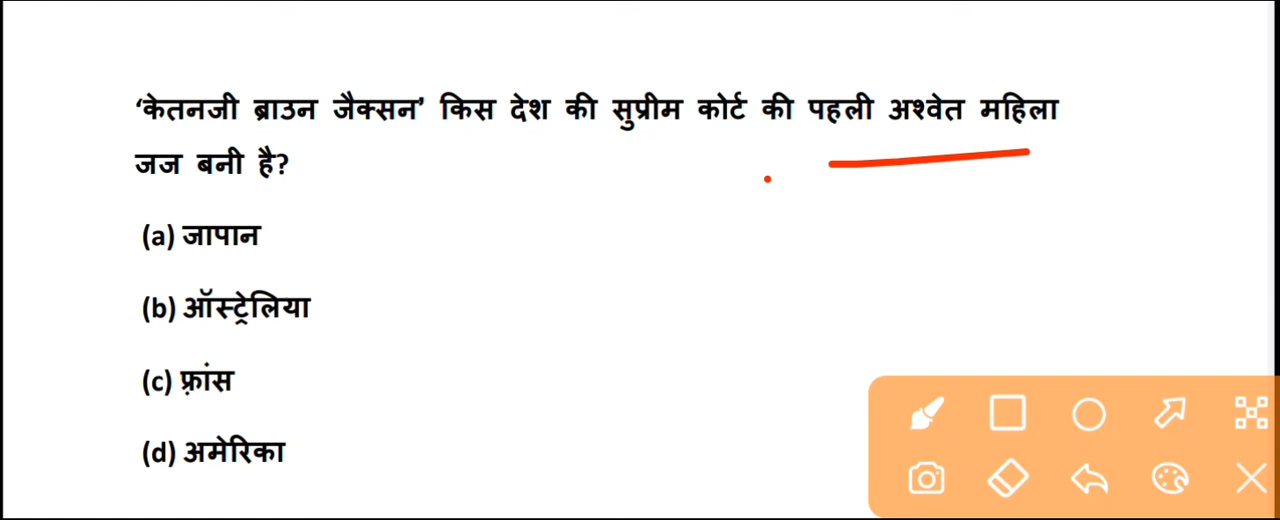 ‘केतनजी ब्राउन जैक्सन’ किस देश की सुप्रीम कोर्ट की पहली अश्वेत महिला
जज बनी है?
(a) जापान
(b) ऑस्ट्रेलिया
(c) फ़्रांस
(d) अमेरिका